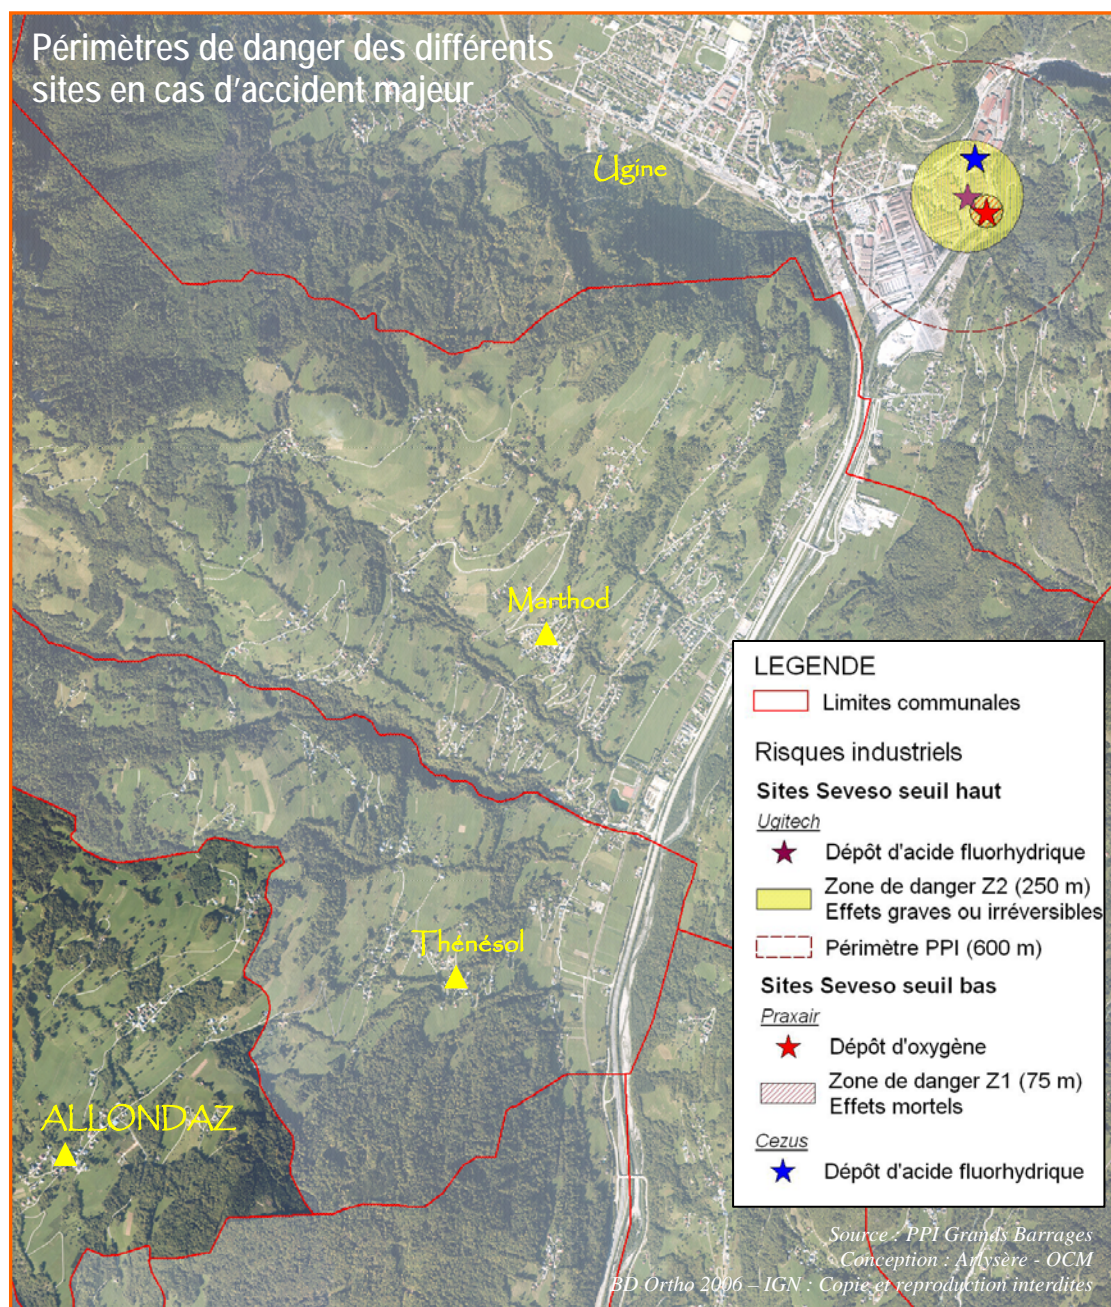 Périmètres de danger des différents
sites en cas d'accident majeur
Ugine
Marthod
Thénésol
ALLONDAZ
LEGENDE
Limites communales
Risques industriels
Sites Seveso seuil haut
Ugitech
Dépôt d'acide fluorhydrique
Zone de danger Z2 (250 m)
Effets graves ou irréversibles
Périmètre PPI (600 m)
Sites Seveso seuil bas
Praxair
Dépôt d'oxygène
Zone de danger Z1 (75 m)
Effets mortels
Cezus
Dépôt d'acide fluorhydrique
Source : PPI Grands Barrages
Conception : Arlysère - OCM
BD Ortho 2006 – IGN : Copie et reproduction interdites